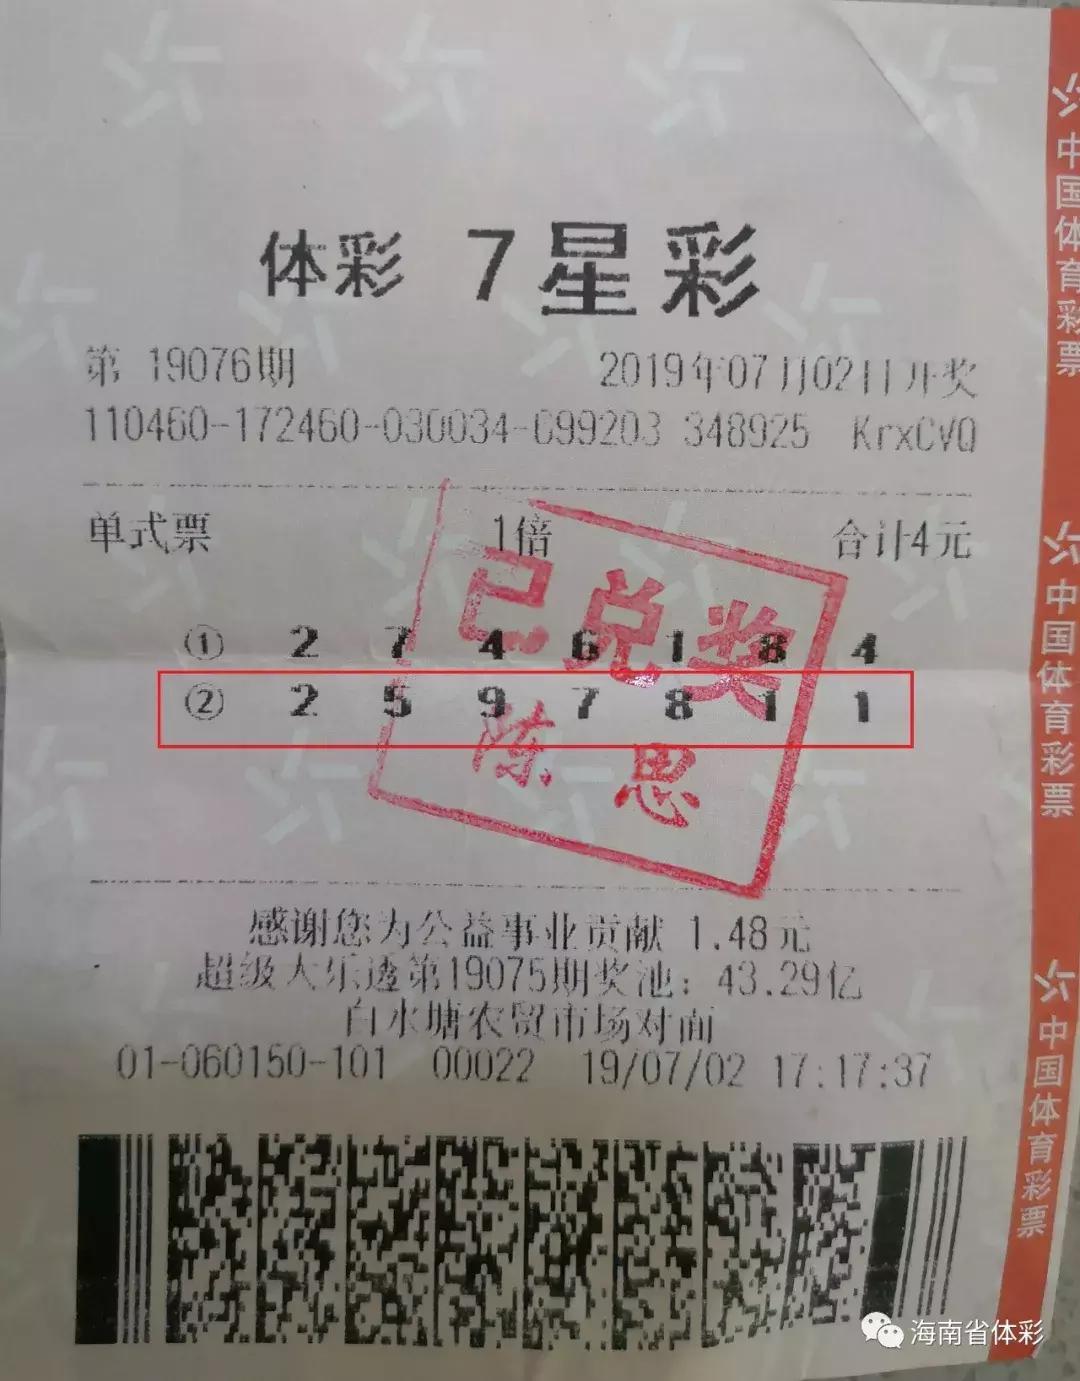 体彩 7星彩
第 19076期 2019年07月02日开奖
110460-172460-030034-C99203 348925 KrxCVQ
单式票 1倍 合计4元
① 2 7 4 6 1 8 4
② 2 5 9 7 8 1 1
已兑奖
陈思
感谢您为公益事业贡献 1.48元
超级大乐透第19075期奖池：43.29亿
白水塘农贸市场对面
01-060150-101 00022 19/07/02 17:17:37
中国体育彩票
中国体育彩票
中国体育彩票
海南省体彩